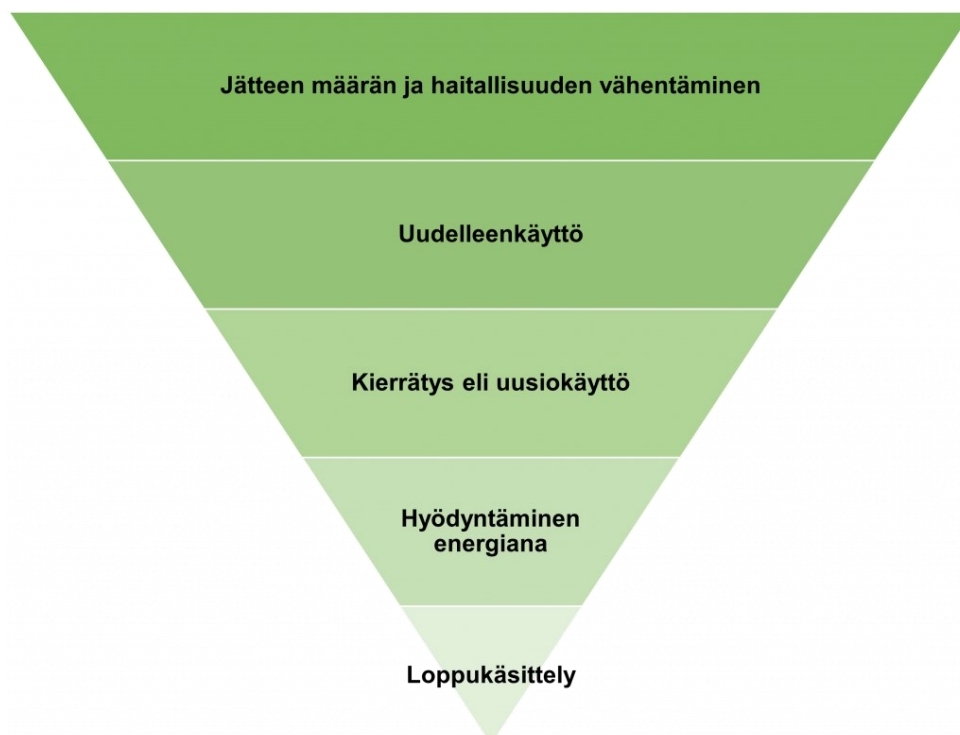 Jätteen määrän ja haitallisuuden vähentäminen
Uudelleenkäyttö
Kierrätys eli uusiokäyttö
Hyödyntäminen
energiana
Loppukäsittely